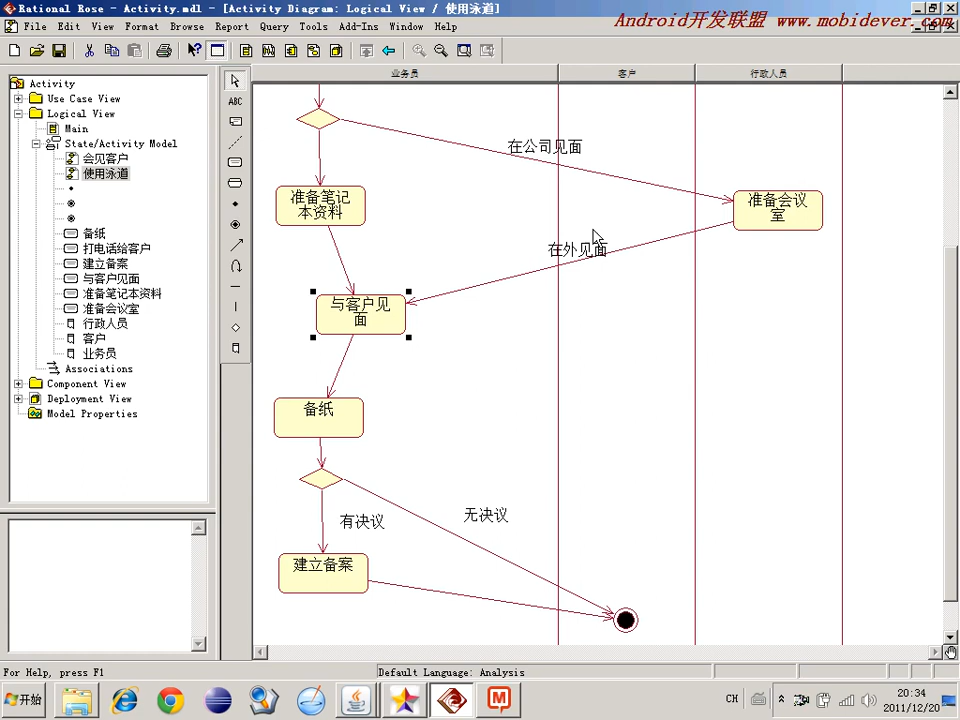 Rational Rose - Activity.mdl - [Activity Diagram: Logical View / 使用泳道]
Android开发联盟 www.mobidever.com
File Edit View Format Browse Report Query Tools Add-Ins Window Help
ABC
Activity
Use Case View
Logical View
Main
State/Activity Model
会见客户
使用泳道
备纸
打电话给客户
建立备案
与客户见面
准备笔记本资料
准备会议室
行政人员
客户
业务员
Associations
Component View
Deployment View
Model Properties
业务员
客户
行政人员
在公司见面
准备笔记
本资料
准备会议
室
在外见面
与客户见
面
备纸
有决议
无决议
建立备案
For Help, press F1
Default Language: Analysis
开始
CH
20:34
2011/12/20